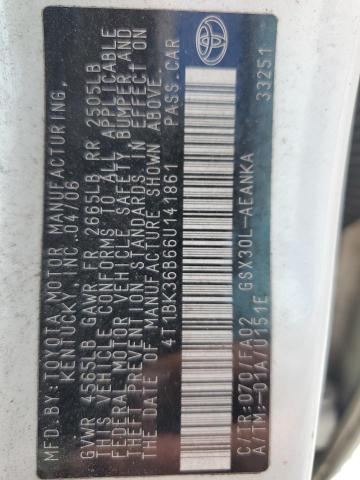 MFD. BY: TOYOTA MOTOR MANUFACTURING,
KENTUCKY, INC. 04/06
GVWR 4565LB GAWR FR 2665LB RR 2505LB
THIS VEHICLE CONFORMS TO ALL APPLICABLE
FEDERAL MOTOR VEHICLE SAFETY, BUMPER AND
THEFT PREVENTION STANDARDS IN EFFECT ON
THE DATE OF MANUFACTURE SHOWN ABOVE.
4T1BK36B66U141861 PASS.CAR
C/TR:070/FA02 GSX30L-AEANKA
A/TM:-01A/U151E 33251
TOYOTA